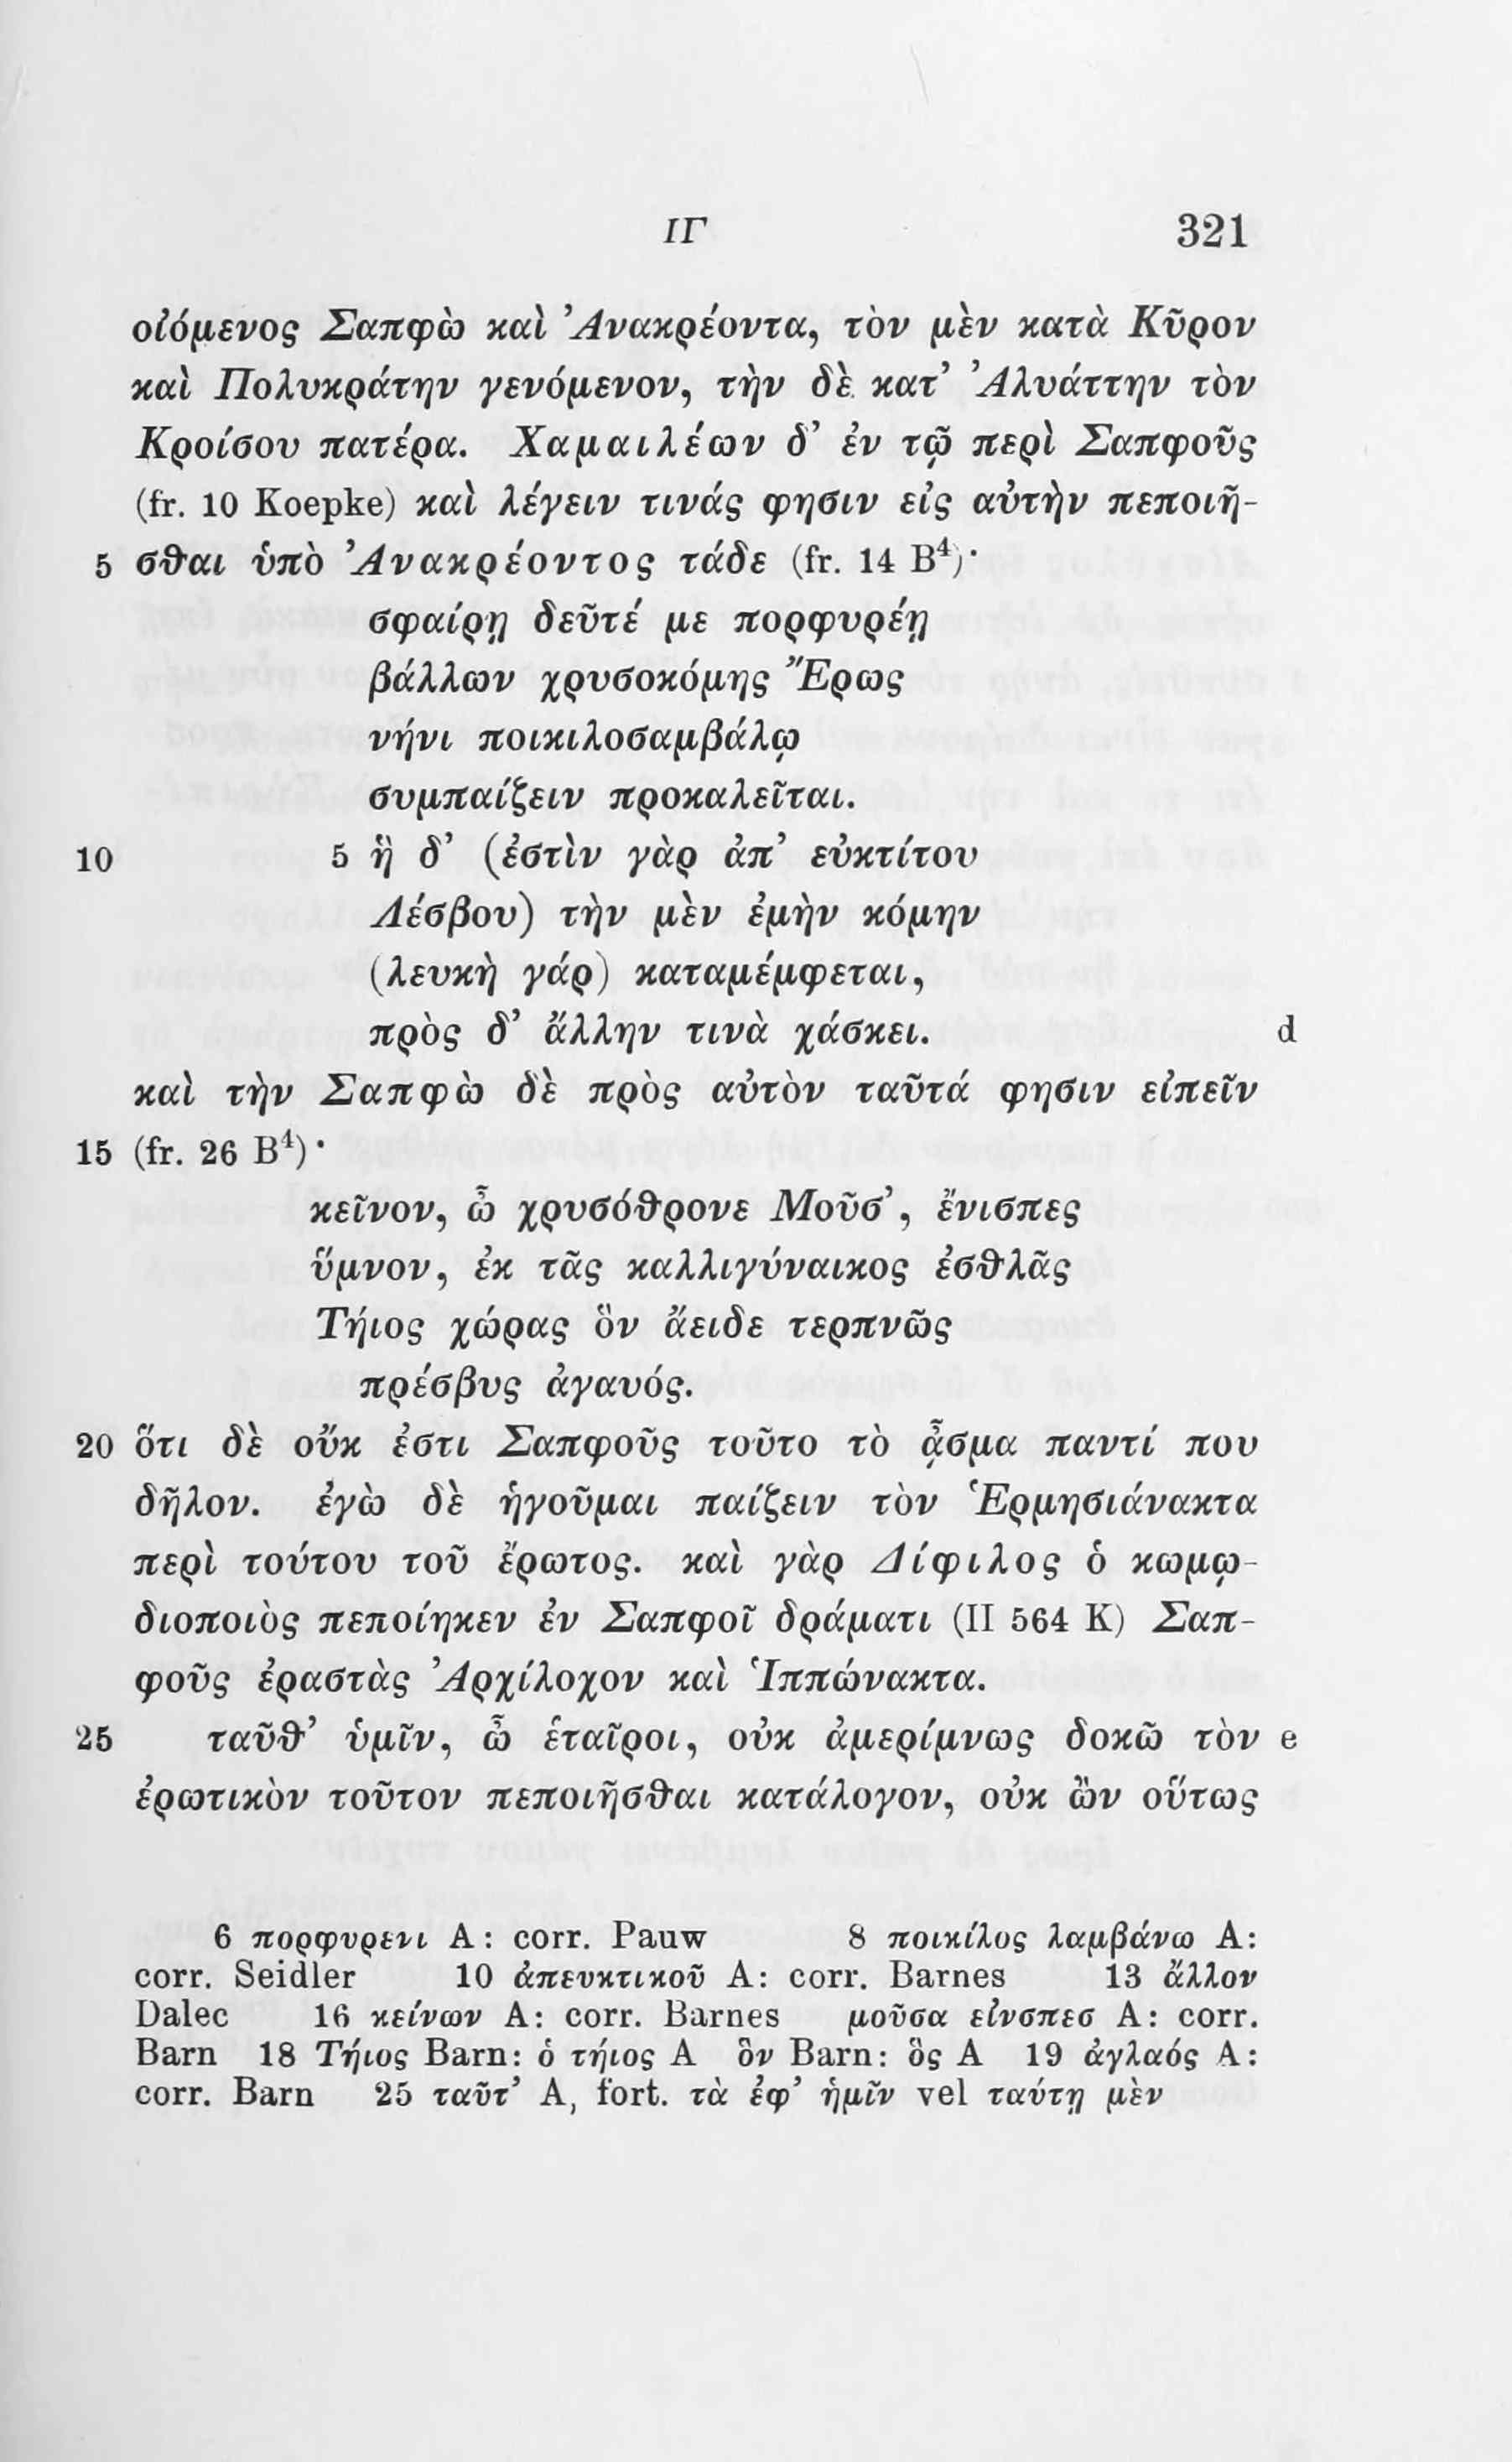 ΙΓ 321
οἰόμενος Σαπφὼ καὶ Ἀνακρέοντα, τὸν μὲν κατὰ Κῦρον
καὶ Πολυκράτην γενόμενον, τὴν δὲ κατ’ Ἀλυάττην τὸν
Κροίσου πατέρα. Χαμαιλέων δ’ ἐν τῷ περὶ Σαπφοῦς
(fr. 10 Koepke) καὶ λέγειν τινάς φησιν εἰς αὐτὴν πεποιῆ-
5 σθαι ὑπὸ Ἀνακρέοντος τάδε (fr. 14 B⁴)·
σφαίρῃ δεῦτέ με πορφυρέῃ
βάλλων χρυσοκόμης Ἔρως
νήνι ποικιλοσαμβάλῳ
συμπαίζειν προκαλεῖται.
10 5 ἣ δ’ (ἐστὶν γὰρ ἀπ’ εὐκτίτου
Λέσβου) τὴν μὲν ἐμὴν κόμην
(λευκὴ γάρ) καταμέμφεται,
πρὸς δ’ ἄλλην τινὰ χάσκει. d
καὶ τὴν Σαπφὼ δὲ πρὸς αὐτὸν ταῦτά φησιν εἰπεῖν
15 (fr. 26 B⁴)·
κεῖνον, ὦ χρυσόθρονε Μοῦσ’, ἔνισπες
ὕμνον, ἐκ τᾶς καλλιγύναικος ἐσθλᾶς
Τήιος χώρας ὃν ἄειδε τερπνῶς
πρέσβυς ἀγαυός.
20 ὅτι δὲ οὔκ ἐστι Σαπφοῦς τοῦτο τὸ ᾆσμα παντί που
δῆλον. ἐγὼ δὲ ἡγοῦμαι παίζειν τὸν Ἑρμησιάνακτα
περὶ τούτου τοῦ ἔρωτος. καὶ γὰρ Δίφιλος ὁ κωμῳ-
διοποιὸς πεποίηκεν ἐν Σαπφοῖ δράματι (II 564 K) Σαπ-
φοῦς ἐραστὰς Ἀρχίλοχον καὶ Ἱππώνακτα.
25 ταῦθ’ ὑμῖν, ὦ ἑταῖροι, οὐκ ἀμερίμνως δοκῶ τὸν e
ἐρωτικὸν τοῦτον πεποιῆσθαι κατάλογον, οὐκ ὢν οὕτως
6 πορφυρενι A: corr. Pauw 8 ποικίλος λαμβάνω A:
corr. Seidler 10 ἀπευκτικοῦ A: corr. Barnes 13 ἄλλον
Dalec 16 κείνων A: corr. Barnes μοῦσα εἰνσπεσ A: corr.
Barn 18 Τήιος Barn: ὁ τήιος A ὃν Barn: ὃς A 19 ἀγλαός A:
corr. Barn 25 ταῦτ’ A, fort. τὰ ἐφ’ ἡμῖν vel ταύτῃ μὲν